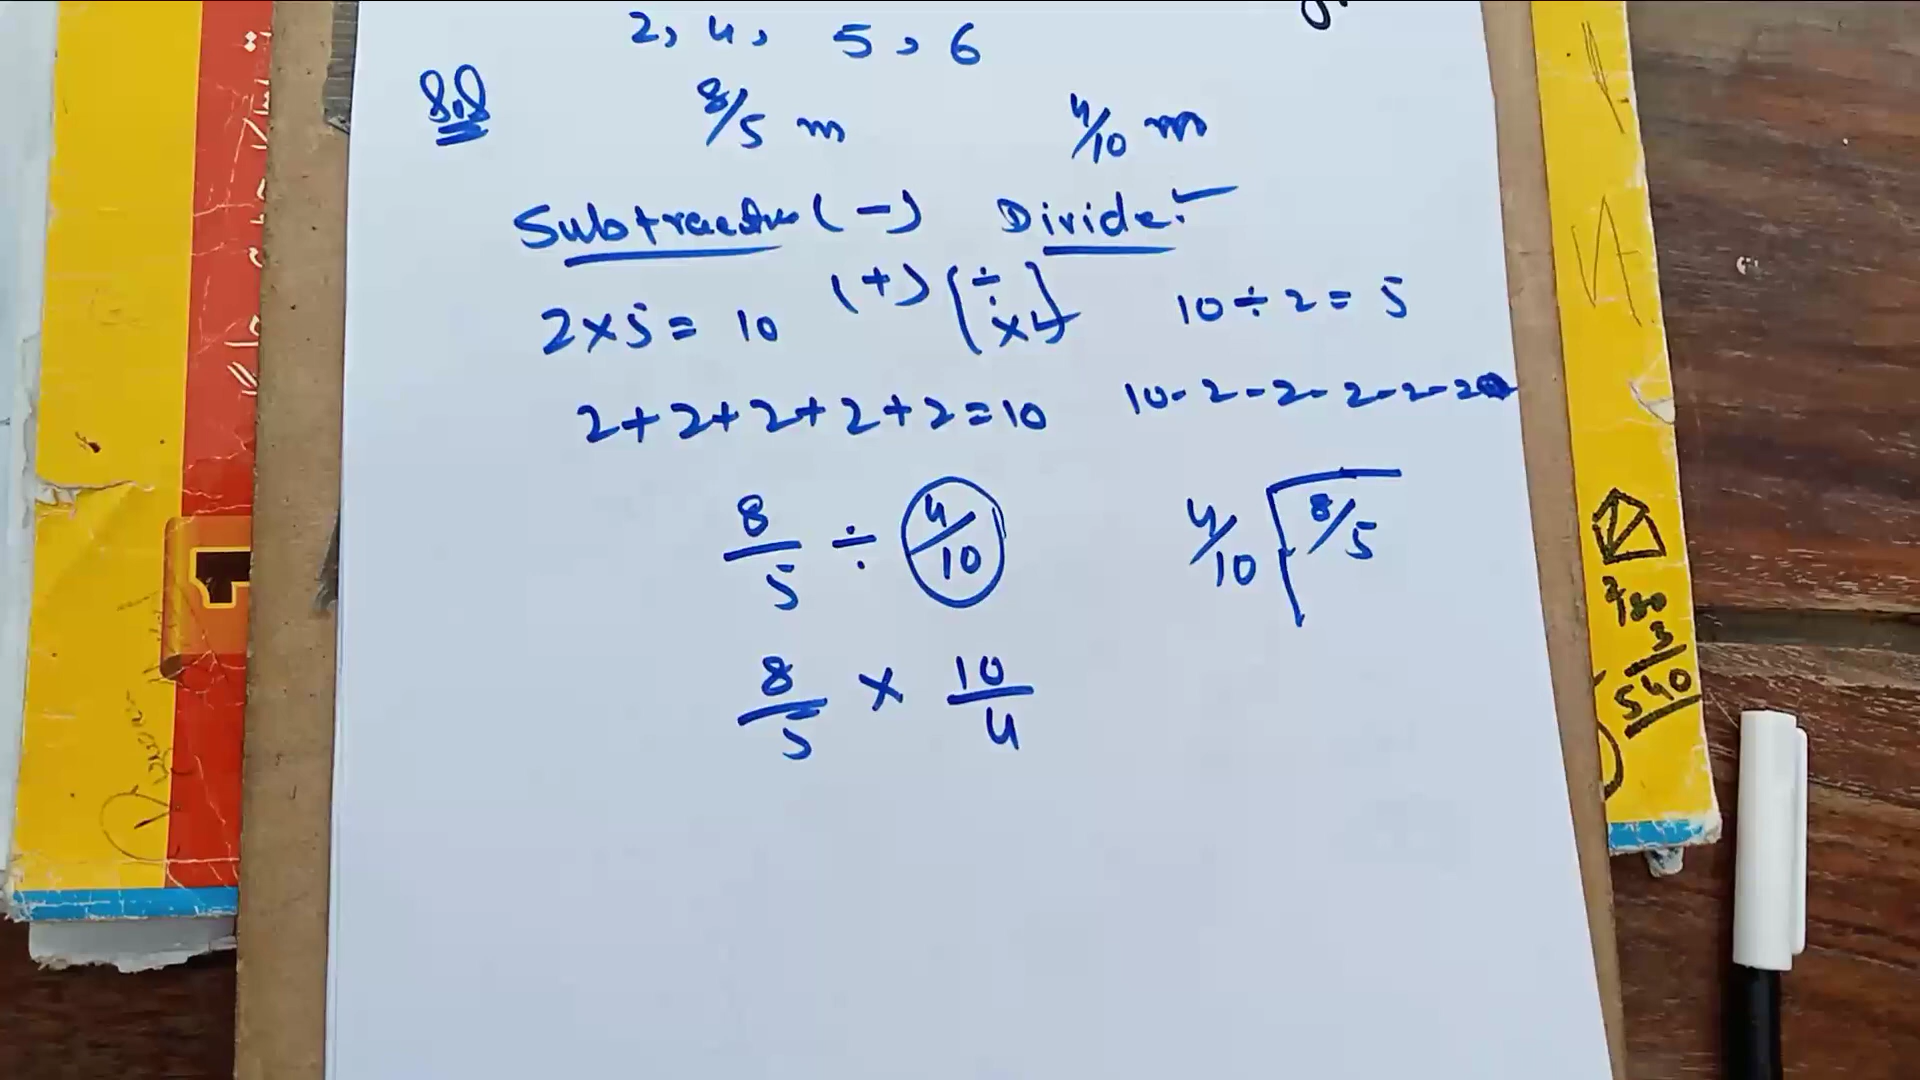 2, 4, 5, 6
Sol
8/5 m 4/10 m
Subtraction (-) Divide ✓
2×5= 10 (+) (÷ ×) 10÷2= 5
2+2+2+2+2=10 10-2-2-2-2-2
8/5 ÷ 4/10 4/10 8/5
8/5 × 10/4
3
540